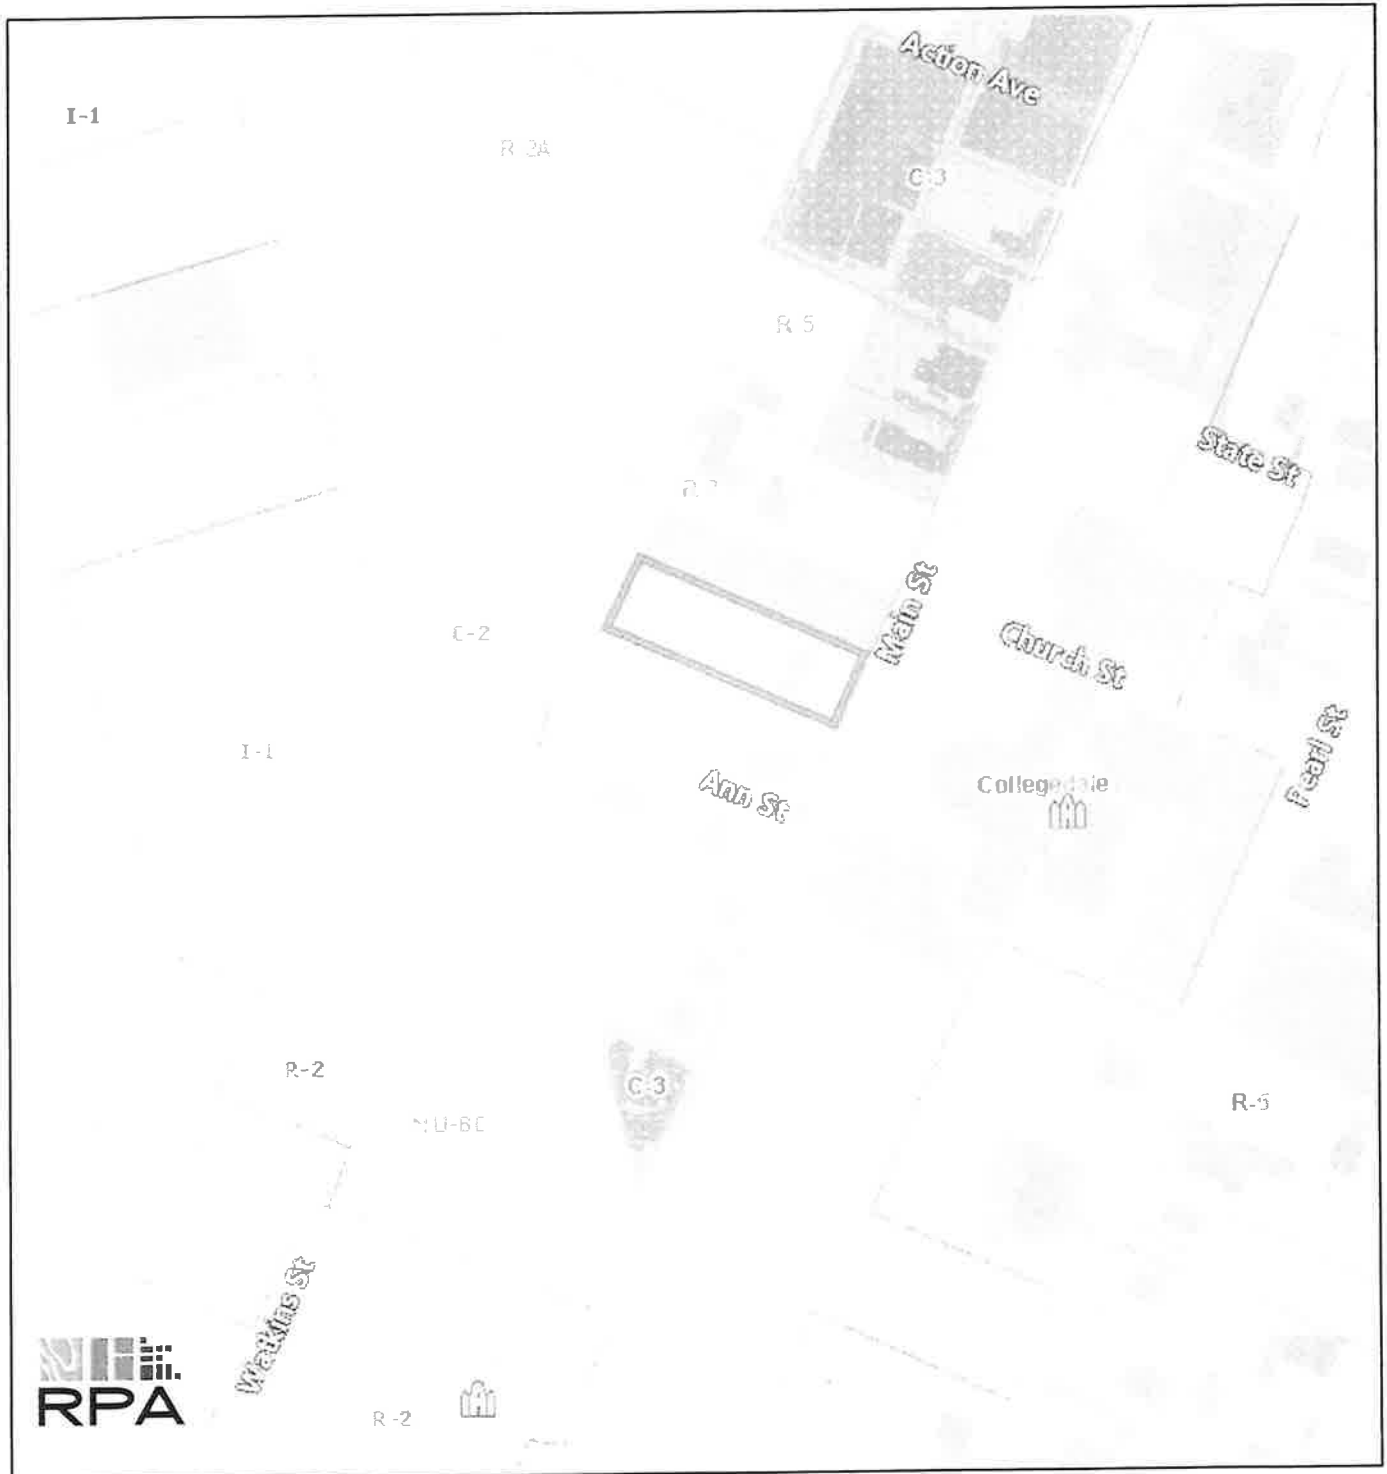 Action Ave
I-1
R-2A
C-3
R-5
State St
Main St
C-2
Church St
Pearl St
I-1
Ann St
Collegedale
R-2
C-3
R-5
Watkins St
RPA
R-2